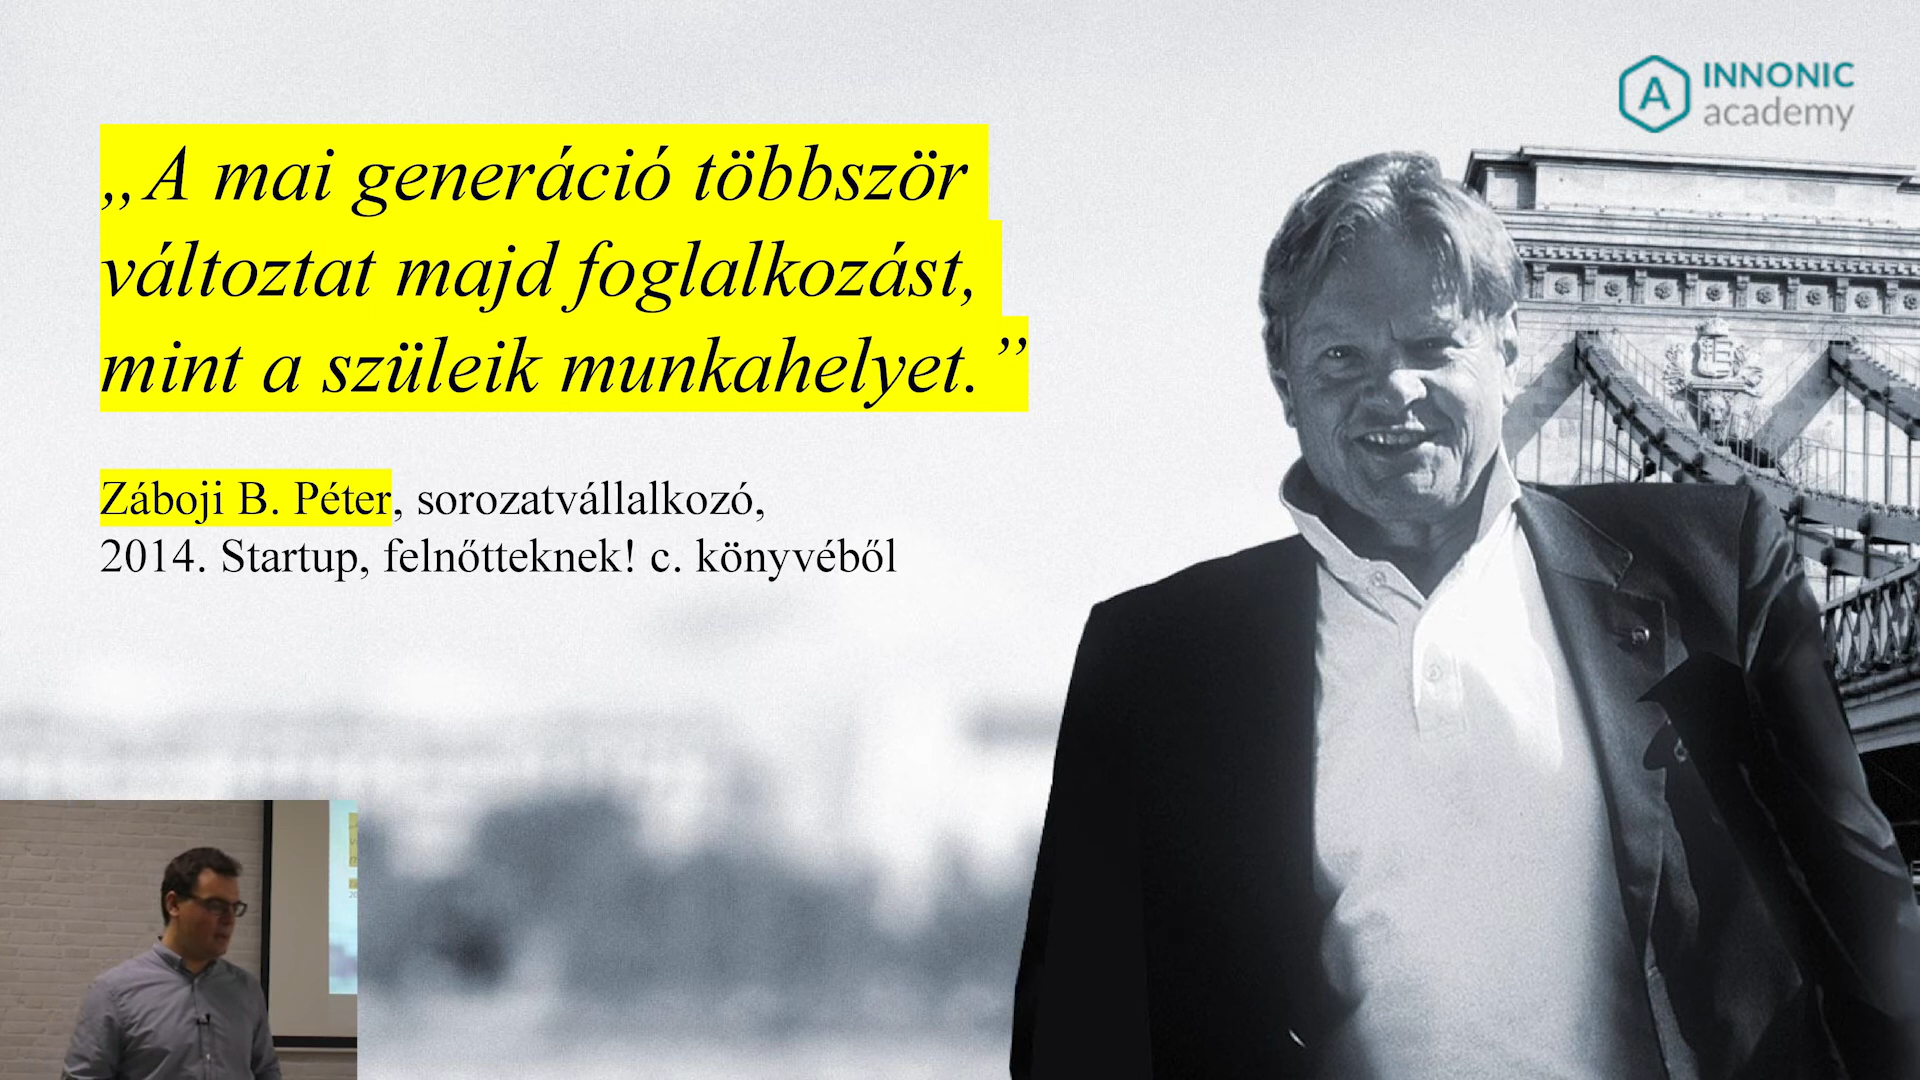 INNONIC
academy
„A mai generáció többször
változtat majd foglalkozást,
mint a szüleik munkahelyet.”
Záboji B. Péter, sorozatvállalkozó,
2014. Startup, felnőtteknek! c. könyvéből